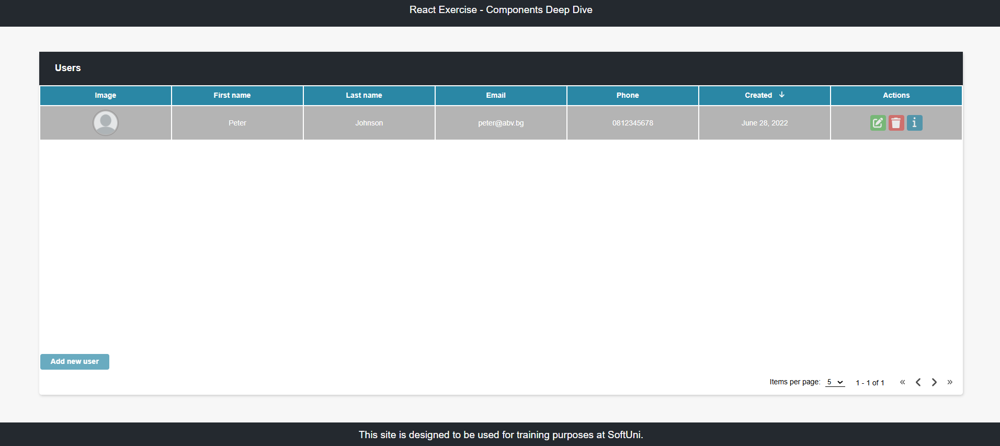 React Exercise - Components Deep Dive
Users
Image First name Last name Email Phone Created Actions
Peter Johnson peter@abv.bg 0812345678 June 28, 2022
Add new user
Items per page: 5 1 - 1 of 1
This site is designed to be used for training purposes at SoftUni.